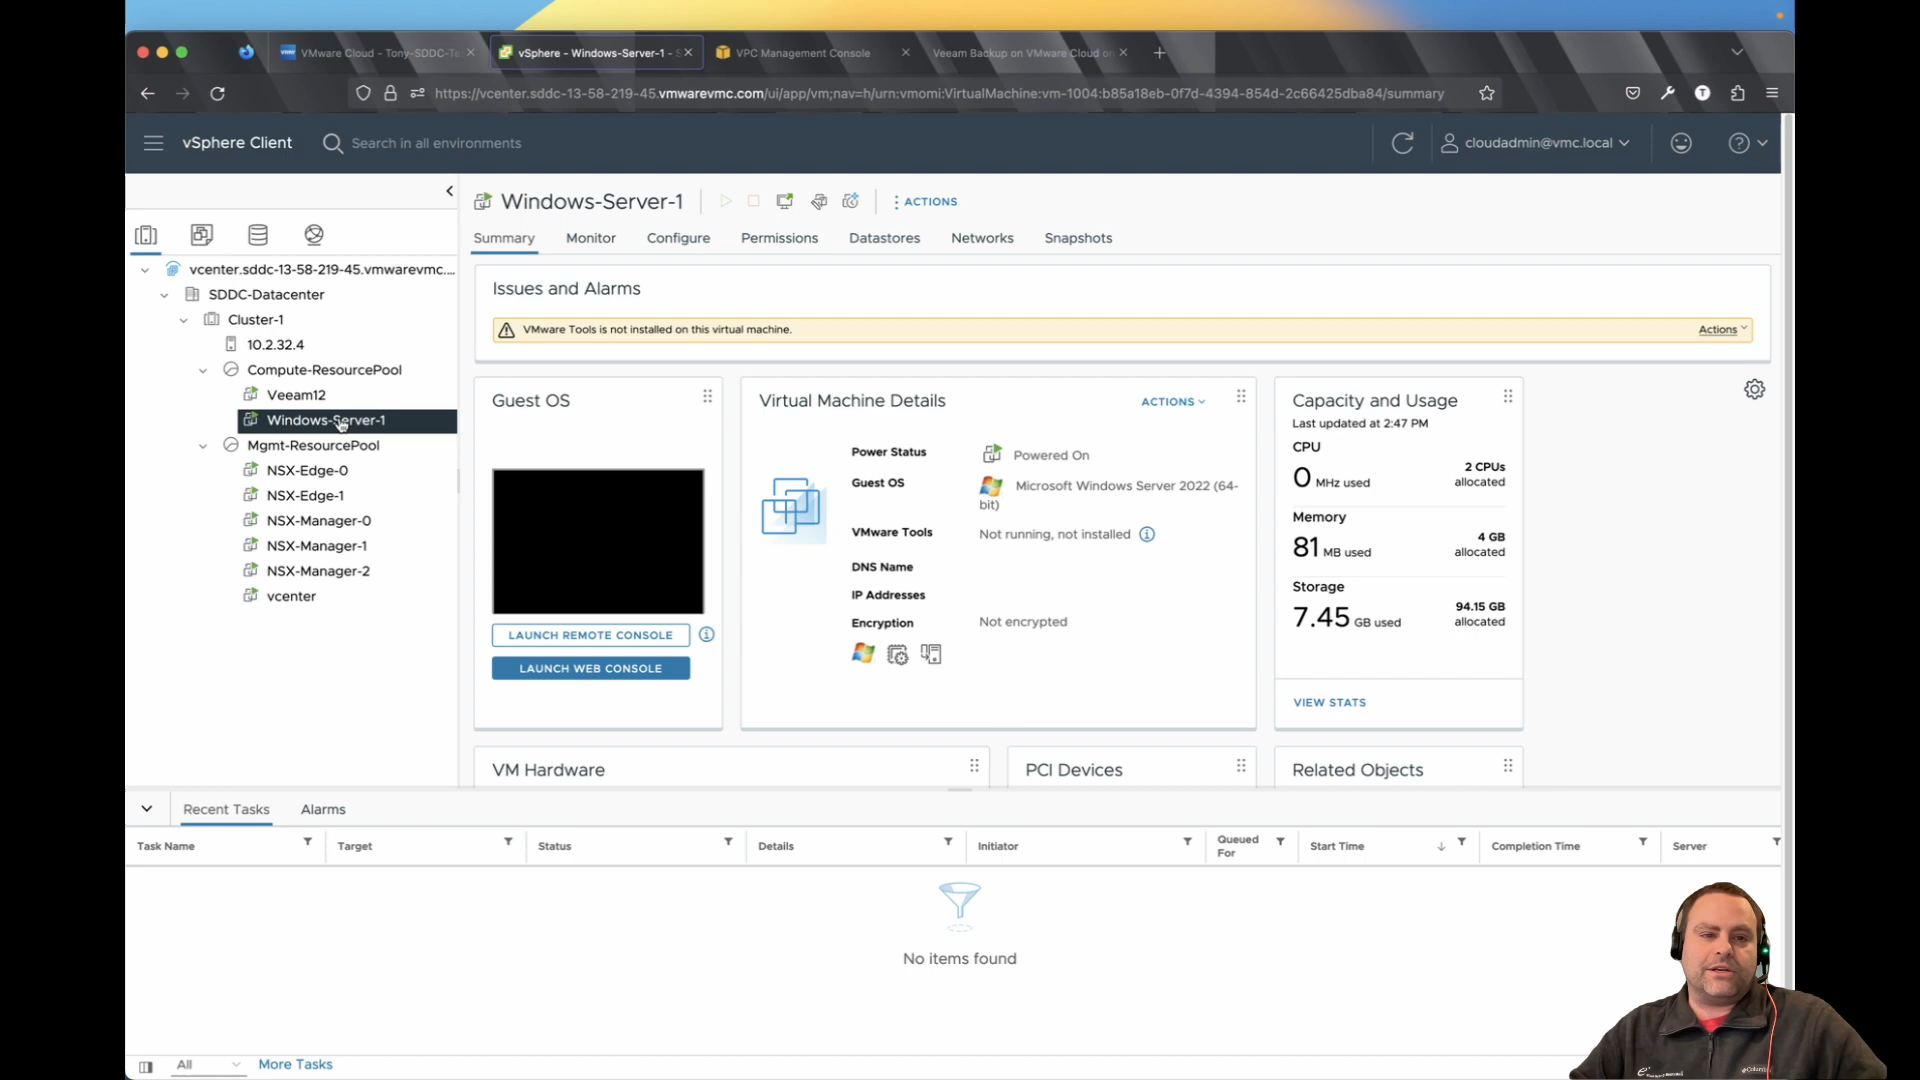 VMware Cloud - Tony-SDDC-Te
vSphere - Windows-Server-1 - S
VPC Management Console
Veeam Backup on VMware Cloud on
https://vcenter.sddc-13-58-219-45.vmwarevmc.com/ui/app/vm;nav=h/urn:vmomi:VirtualMachine:vm-1004:b85a18eb-0f7d-4394-854d-2c66425dba84/summary
vSphere Client
Search in all environments
cloudadmin@vmc.local
Windows-Server-1
ACTIONS
Summary
Monitor
Configure
Permissions
Datastores
Networks
Snapshots
vcenter.sddc-13-58-219-45.vmwarevmc....
SDDC-Datacenter
Cluster-1
10.2.32.4
Compute-ResourcePool
Veeam12
Windows-Server-1
Mgmt-ResourcePool
NSX-Edge-0
NSX-Edge-1
NSX-Manager-0
NSX-Manager-1
NSX-Manager-2
vcenter
Issues and Alarms
VMware Tools is not installed on this virtual machine.
Actions
Guest OS
LAUNCH REMOTE CONSOLE
LAUNCH WEB CONSOLE
Virtual Machine Details
ACTIONS
Power Status
Powered On
Guest OS
Microsoft Windows Server 2022 (64-
bit)
VMware Tools
Not running, not installed
DNS Name
IP Addresses
Encryption
Not encrypted
Capacity and Usage
Last updated at 2:47 PM
CPU
0 MHz used
2 CPUs
allocated
Memory
81 MB used
4 GB
allocated
Storage
7.45 GB used
94.15 GB
allocated
VIEW STATS
VM Hardware
PCI Devices
Related Objects
Recent Tasks
Alarms
Task Name
Target
Status
Details
Initiator
Queued
For
Start Time
Completion Time
Server
No items found
All
More Tasks